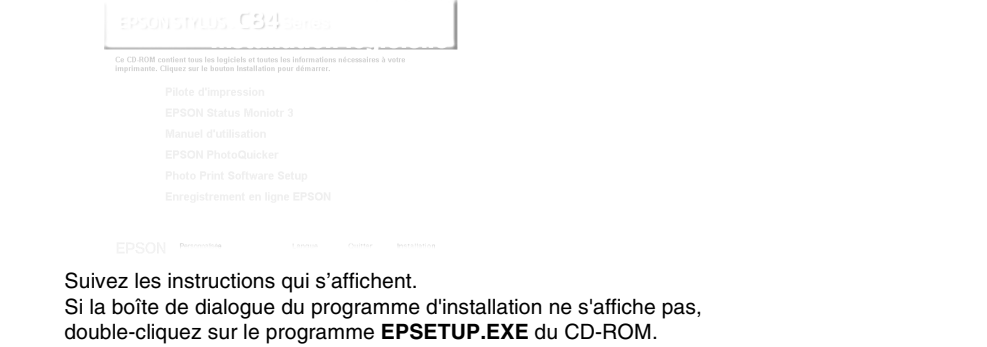 EPSON STYLUS C84 Series
Ce CD-ROM contient tous les logiciels et toutes les informations nécessaires à votre
imprimante. Cliquez sur le bouton Installation pour démarrer.
Pilote d'impression
EPSON Status Moniotr 3
Manuel d'utilisation
EPSON PhotoQuicker
Photo Print Software Setup
Enregistrement en ligne EPSON
EPSON
Suivez les instructions qui s’affichent.
Si la boîte de dialogue du programme d'installation ne s'affiche pas,
double-cliquez sur le programme EPSETUP.EXE du CD-ROM.